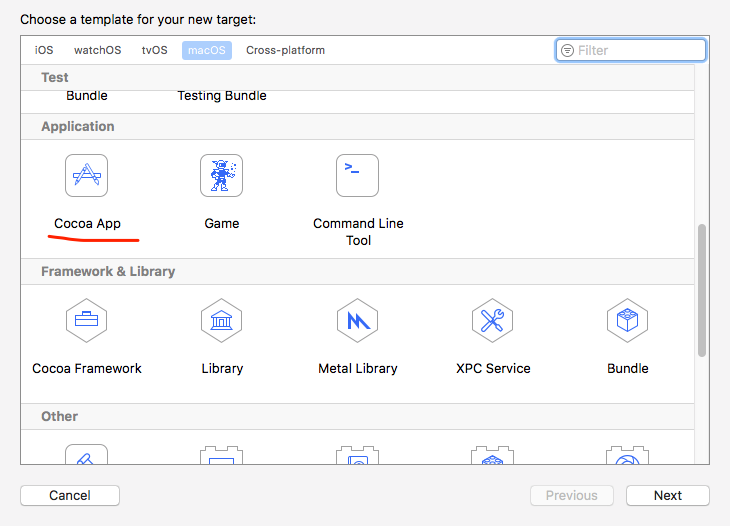 Choose a template for your new target:
iOS watchOS tvOS macOS Cross-platform Filter
Test
Bundle Testing Bundle
Application
>_
Cocoa App Game Command Line
Tool
Framework & Library
Cocoa Framework Library Metal Library XPC Service Bundle
Other
Cancel Previous Next